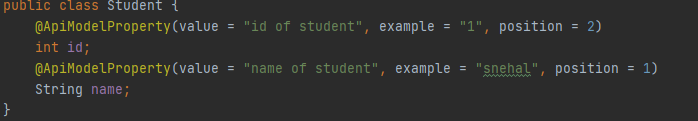 public class Student {
@ApiModelProperty(value = "id of student", example = "1", position = 2)
int id;
@ApiModelProperty(value = "name of student", example = "snehal", position = 1)
String name;
}